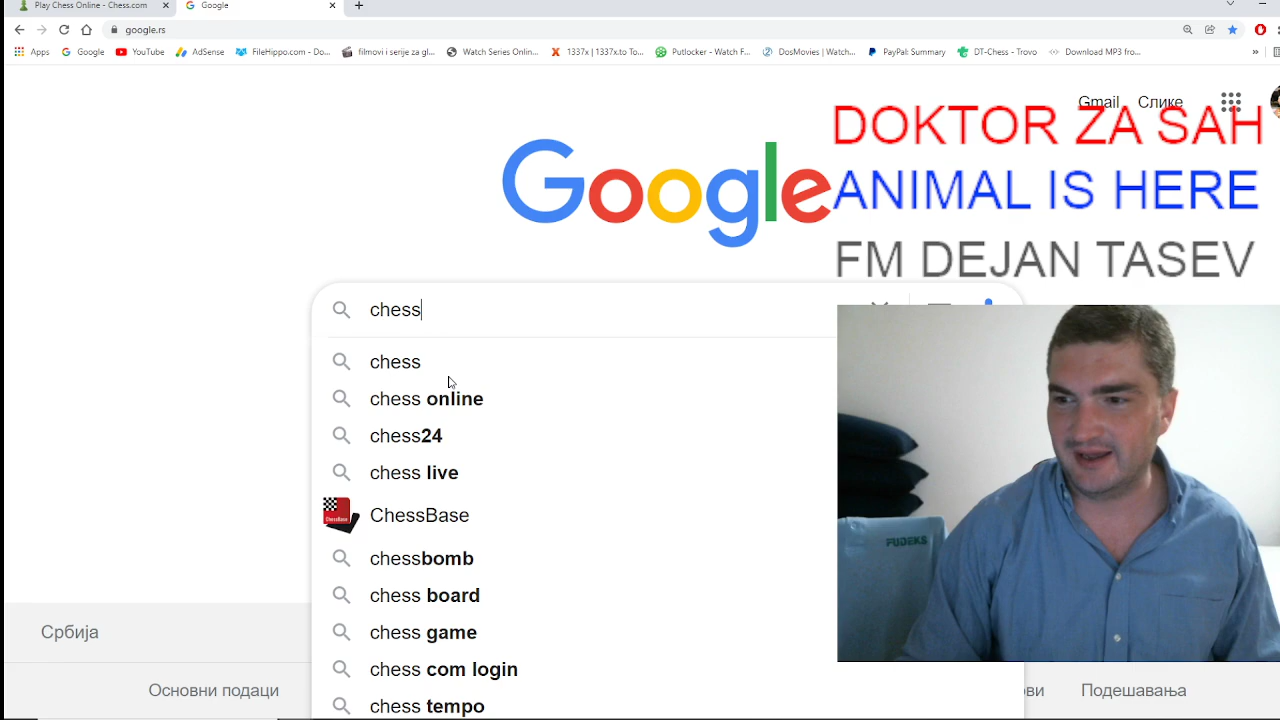 Play Chess Online - Chess.com
Google
google.rs
Apps Google YouTube AdSense FileHippo.com - Do... filmovi i serije za gl... Watch Series Onlin... 1337x | 1337x.to To... Putlocker - Watch F... DosMovies | Watch... PayPal: Summary DT-Chess - Trovo Download MP3 fro...
Gmail Слике
DOKTOR ZA SAH
ANIMAL IS HERE
FM DEJAN TASEV
Google
chess
chess
chess online
chess24
chess live
ChessBase
ChessBase
chessbomb
chess board
chess game
chess com login
chess tempo
FUDEKS
Србија
Основни подаци
ови
Подешавања